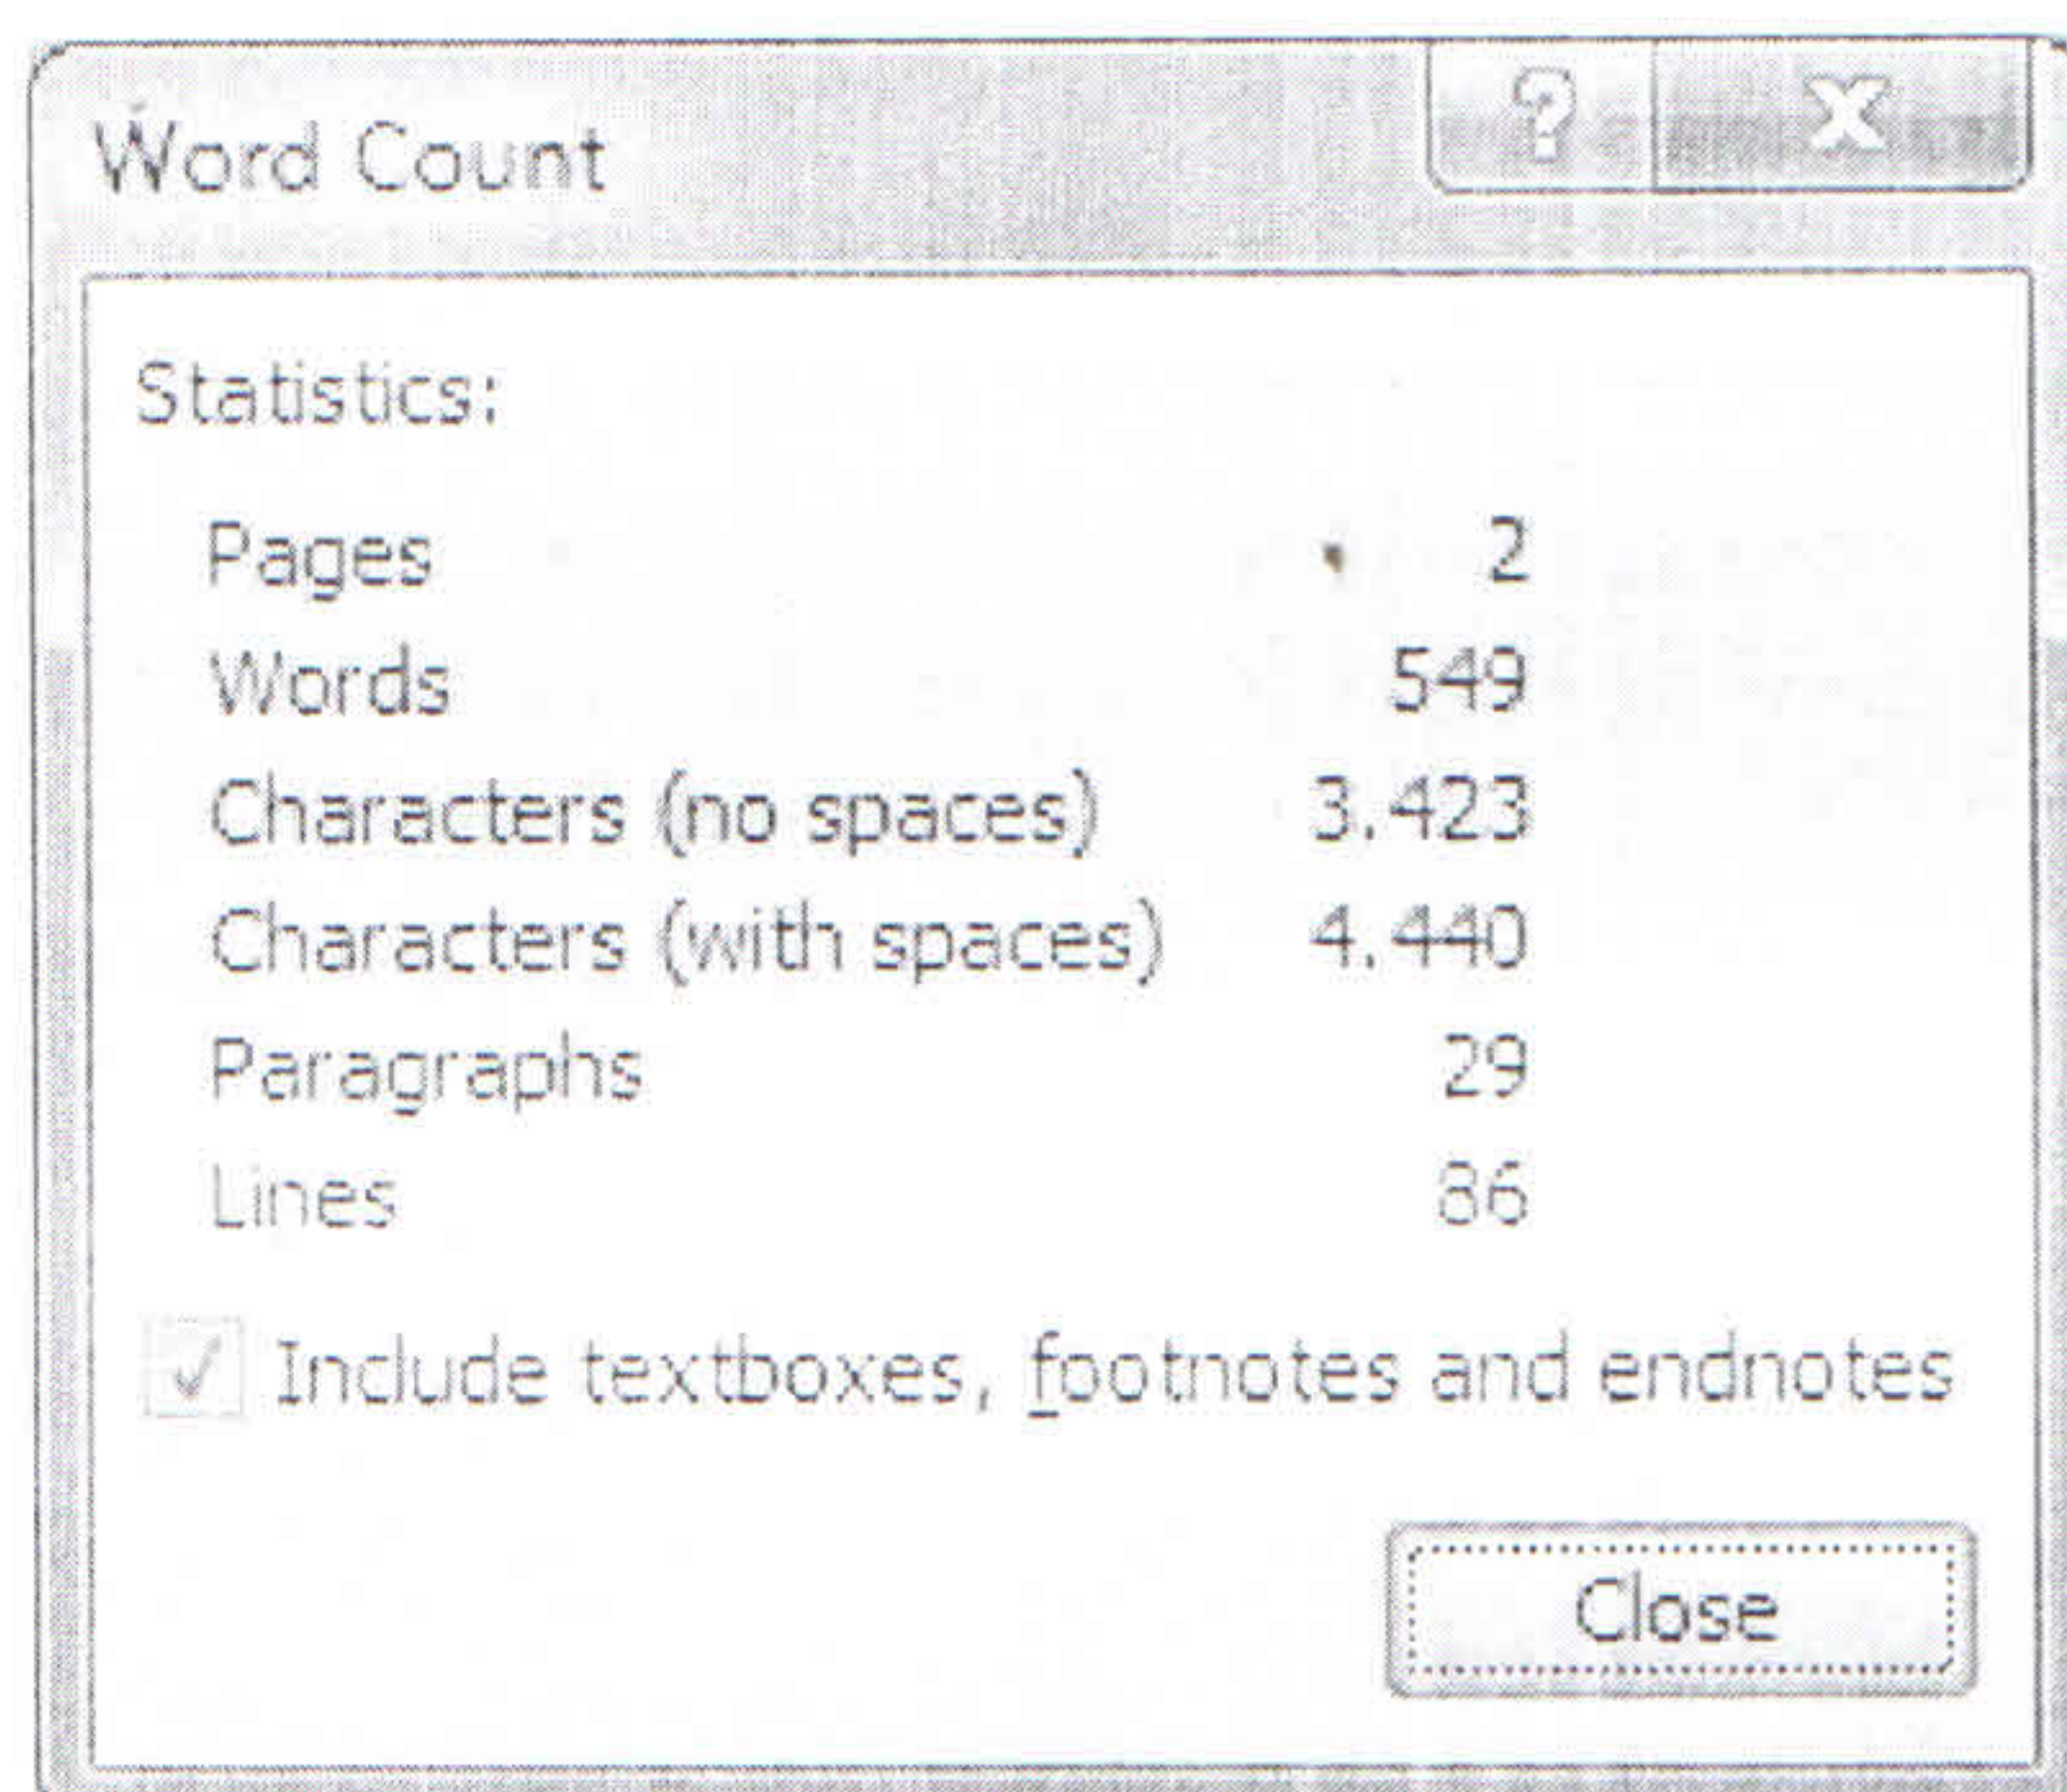 Word Count
Statistics:
Pages 2
Words 549
Characters (no spaces) 3.423
Characters (with spaces) 4.440
Paragraphs 29
Lines 86
Include textboxes, footnotes and endnotes
Close